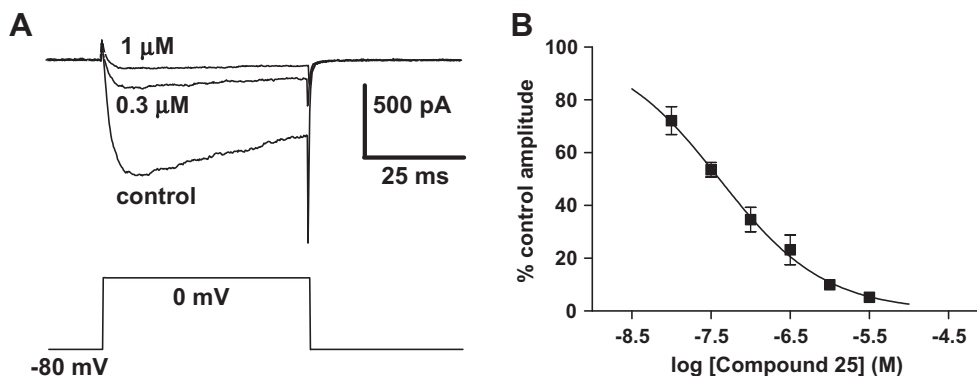 A
1 μM
0.3 μM
control
500 pA
25 ms
0 mV
-80 mV
B
% control amplitude
100
80
60
40
20
0
-8.5 -7.5 -6.5 -5.5 -4.5
log [Compound 25] (M)